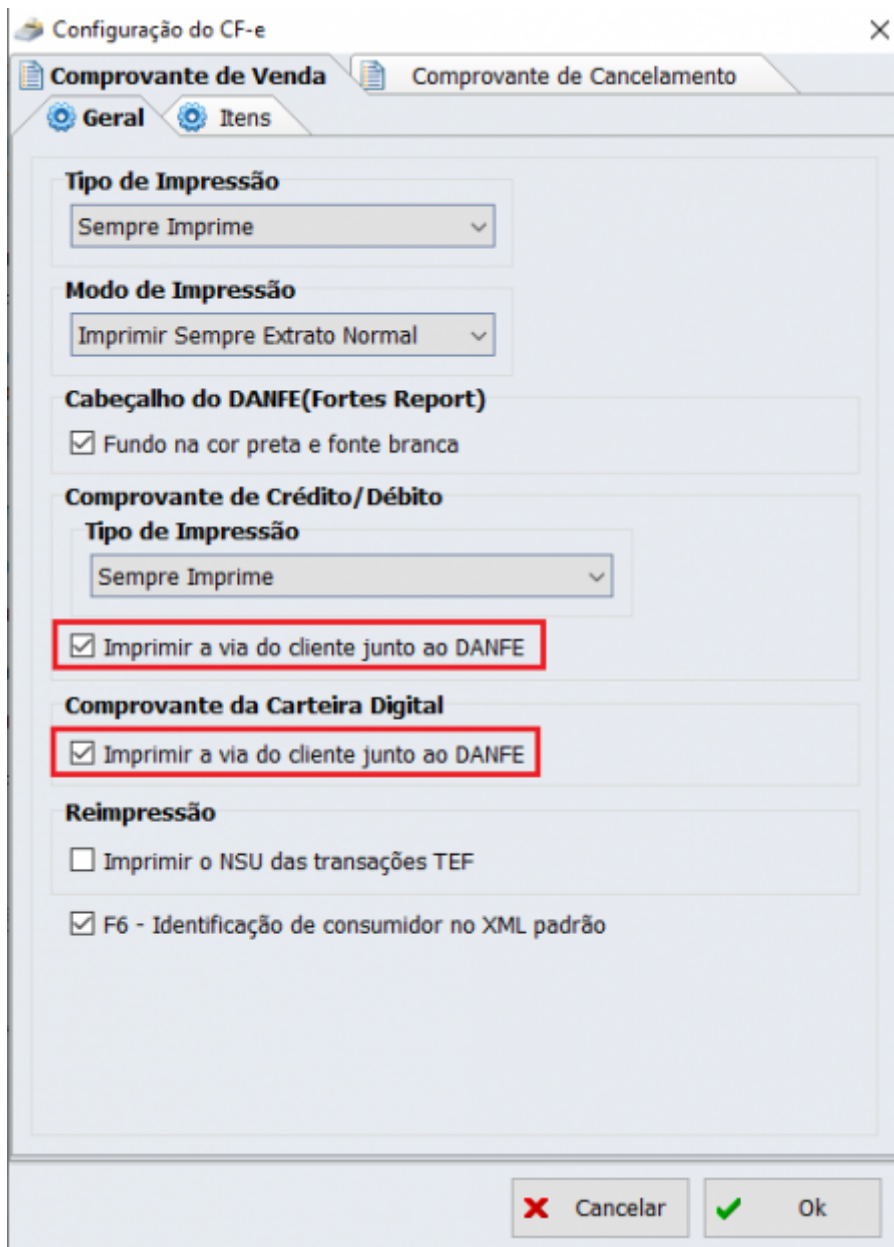 Configuração do CF-e
Comprovante de Venda
Comprovante de Cancelamento
Geral
Itens
Tipo de Impressão
Sempre Imprime
Modo de Impressão
Imprimir Sempre Extrato Normal
Cabeçalho do DANFE(Fortes Report)
Fundo na cor preta e fonte branca
Comprovante de Crédito/Débito
Tipo de Impressão
Sempre Imprime
Imprimir a via do cliente junto ao DANFE
Comprovante da Carteira Digital
Imprimir a via do cliente junto ao DANFE
Reimpressão
Imprimir o NSU das transações TEF
F6 - Identificação de consumidor no XML padrão
Cancelar
Ok